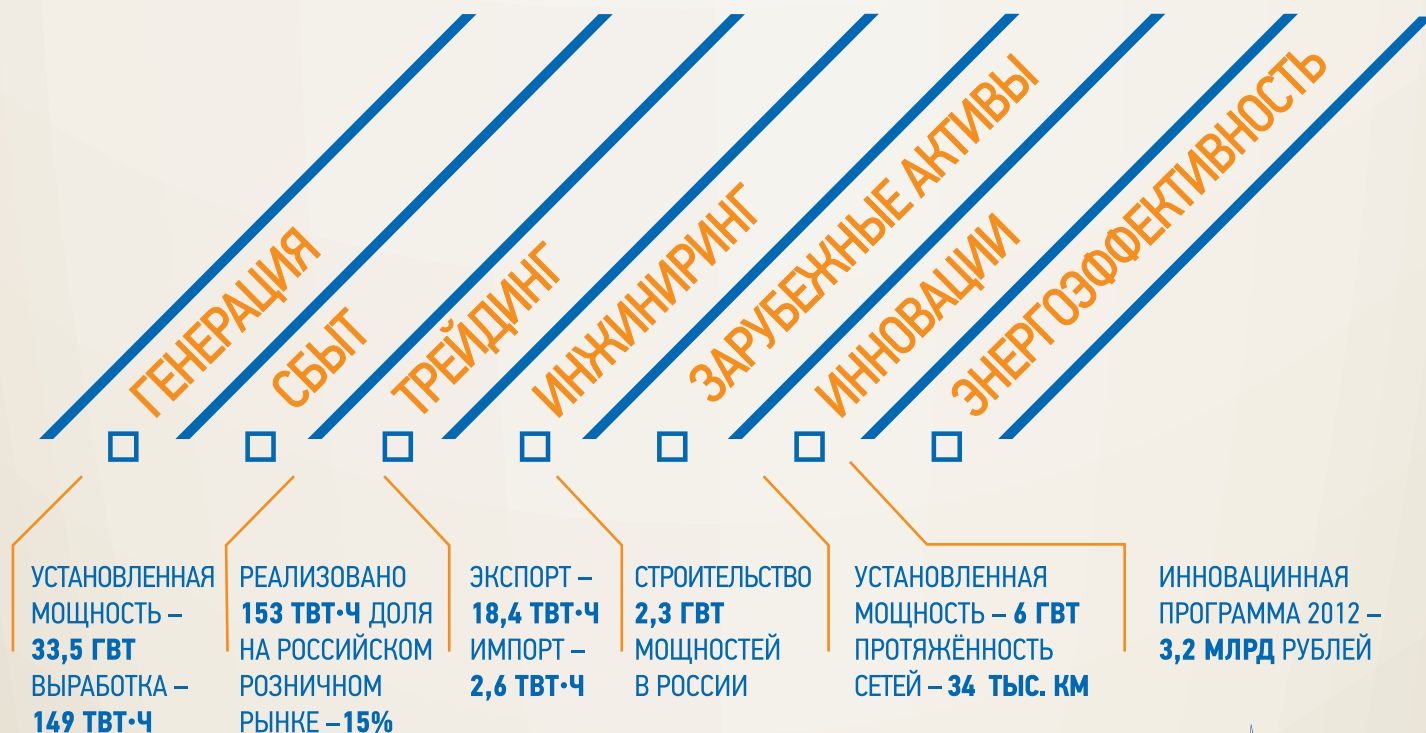 ГЕНЕРАЦИЯ
СБЫТ
ТРЕЙДИНГ
ИНЖИНИРИНГ
ЗАРУБЕЖНЫЕ АКТИВЫ
ИННОВАЦИИ
ЭНЕРГОЭФФЕКТИВНОСТЬ
УСТАНОВЛЕННАЯ
МОЩНОСТЬ –
33,5 ГВТ
ВЫРАБОТКА –
149 ТВТ·Ч
РЕАЛИЗОВАНО
153 ТВТ·Ч ДОЛЯ
НА РОССИЙСКОМ
РОЗНИЧНОМ
РЫНКЕ –15%
ЭКСПОРТ –
18,4 ТВТ·Ч
ИМПОРТ –
2,6 ТВТ·Ч
СТРОИТЕЛЬСТВО
2,3 ГВТ
МОЩНОСТЕЙ
В РОССИИ
УСТАНОВЛЕННАЯ
МОЩНОСТЬ – 6 ГВТ
ПРОТЯЖЁННОСТЬ
СЕТЕЙ – 34 ТЫС. КМ
ИННОВАЦИННАЯ
ПРОГРАММА 2012 –
3,2 МЛРД РУБЛЕЙ